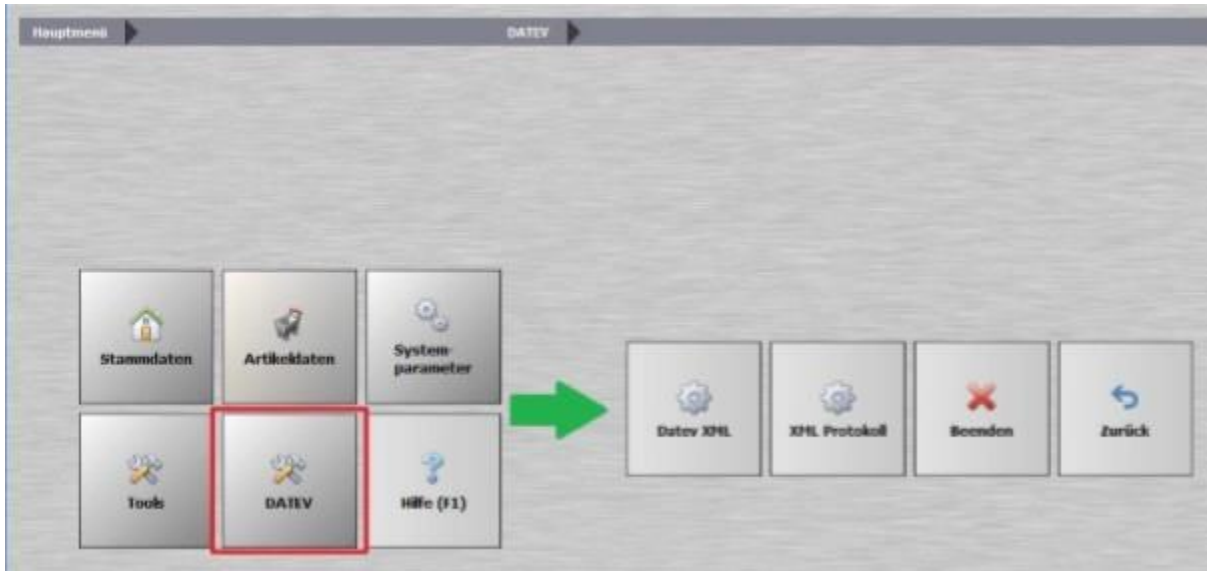 Hauptmenü
DATEV
Stammdaten
Artikeldaten
System-
parameter
Tools
DATEV
Hilfe (F1)
Datev XML
XML Protokoll
Beenden
Zurück